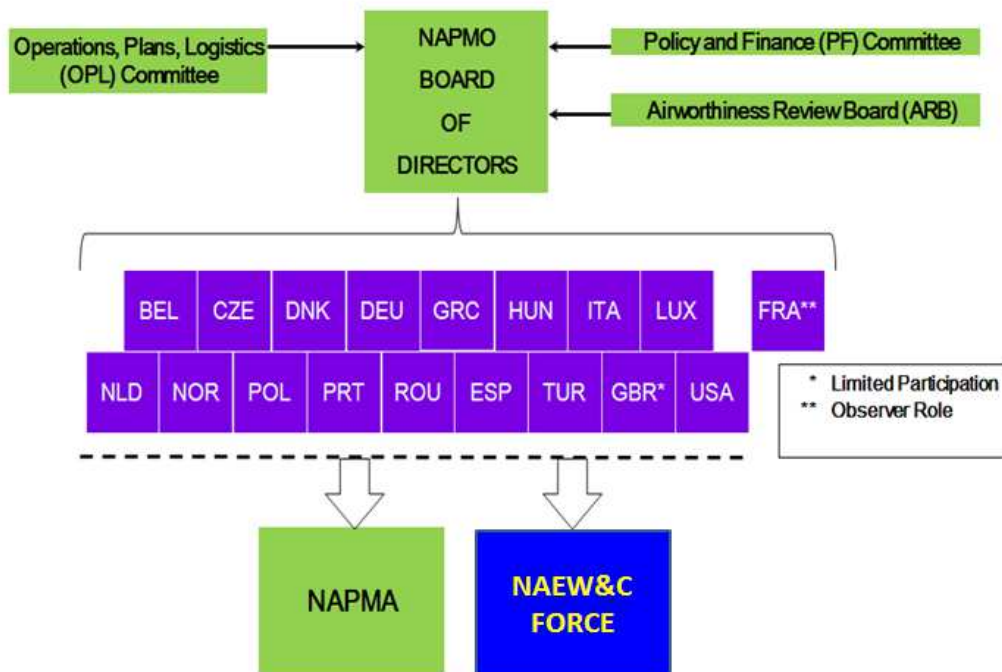 Operations, Plans, Logistics
(OPL) Committee
NAPMO
BOARD
OF
DIRECTORS
Policy and Finance (PF) Committee
Airworthiness Review Board (ARB)
BEL CZE DNK DEU GRC HUN ITA LUX FRA**
NLD NOR POL PRT ROU ESP TUR GBR* USA
* Limited Participation
** Observer Role
NAPMA
NAEW&C
FORCE